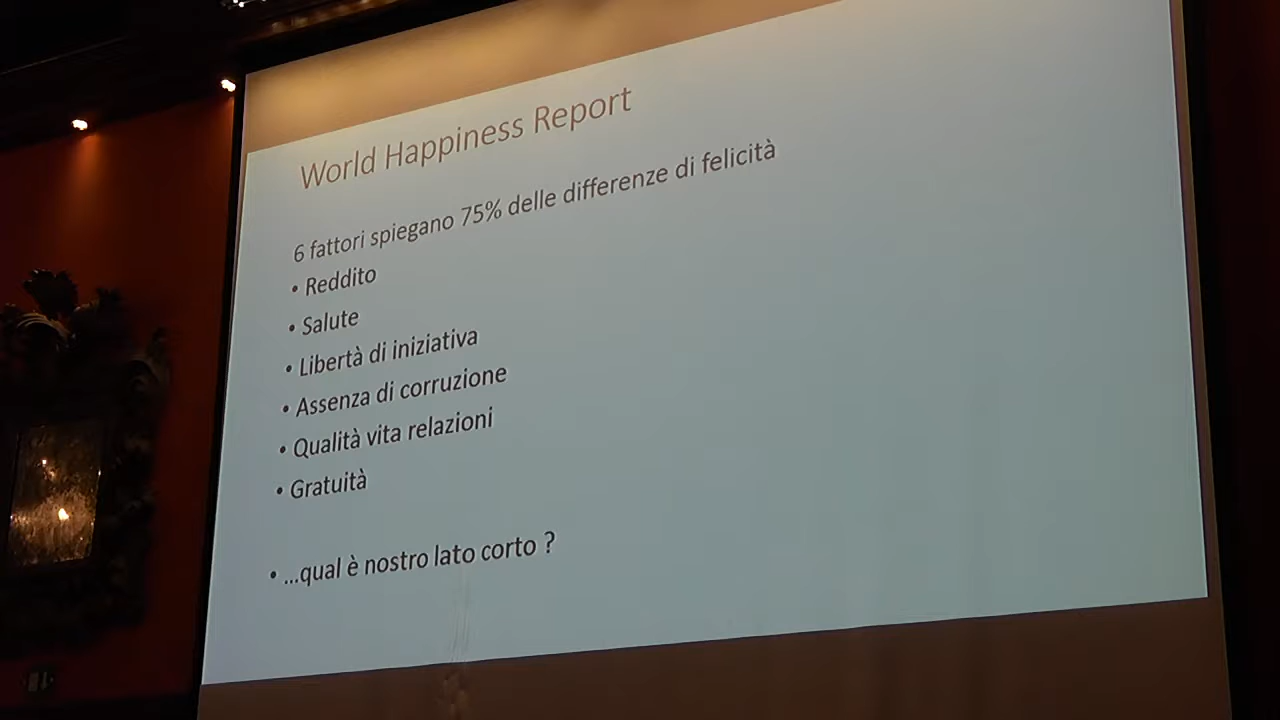 World Happiness Report
6 fattori spiegano 75% delle differenze di felicità
• Reddito
• Salute
• Libertà di iniziativa
• Assenza di corruzione
• Qualità vita relazioni
• Gratuità
• ...qual è nostro lato corto ?